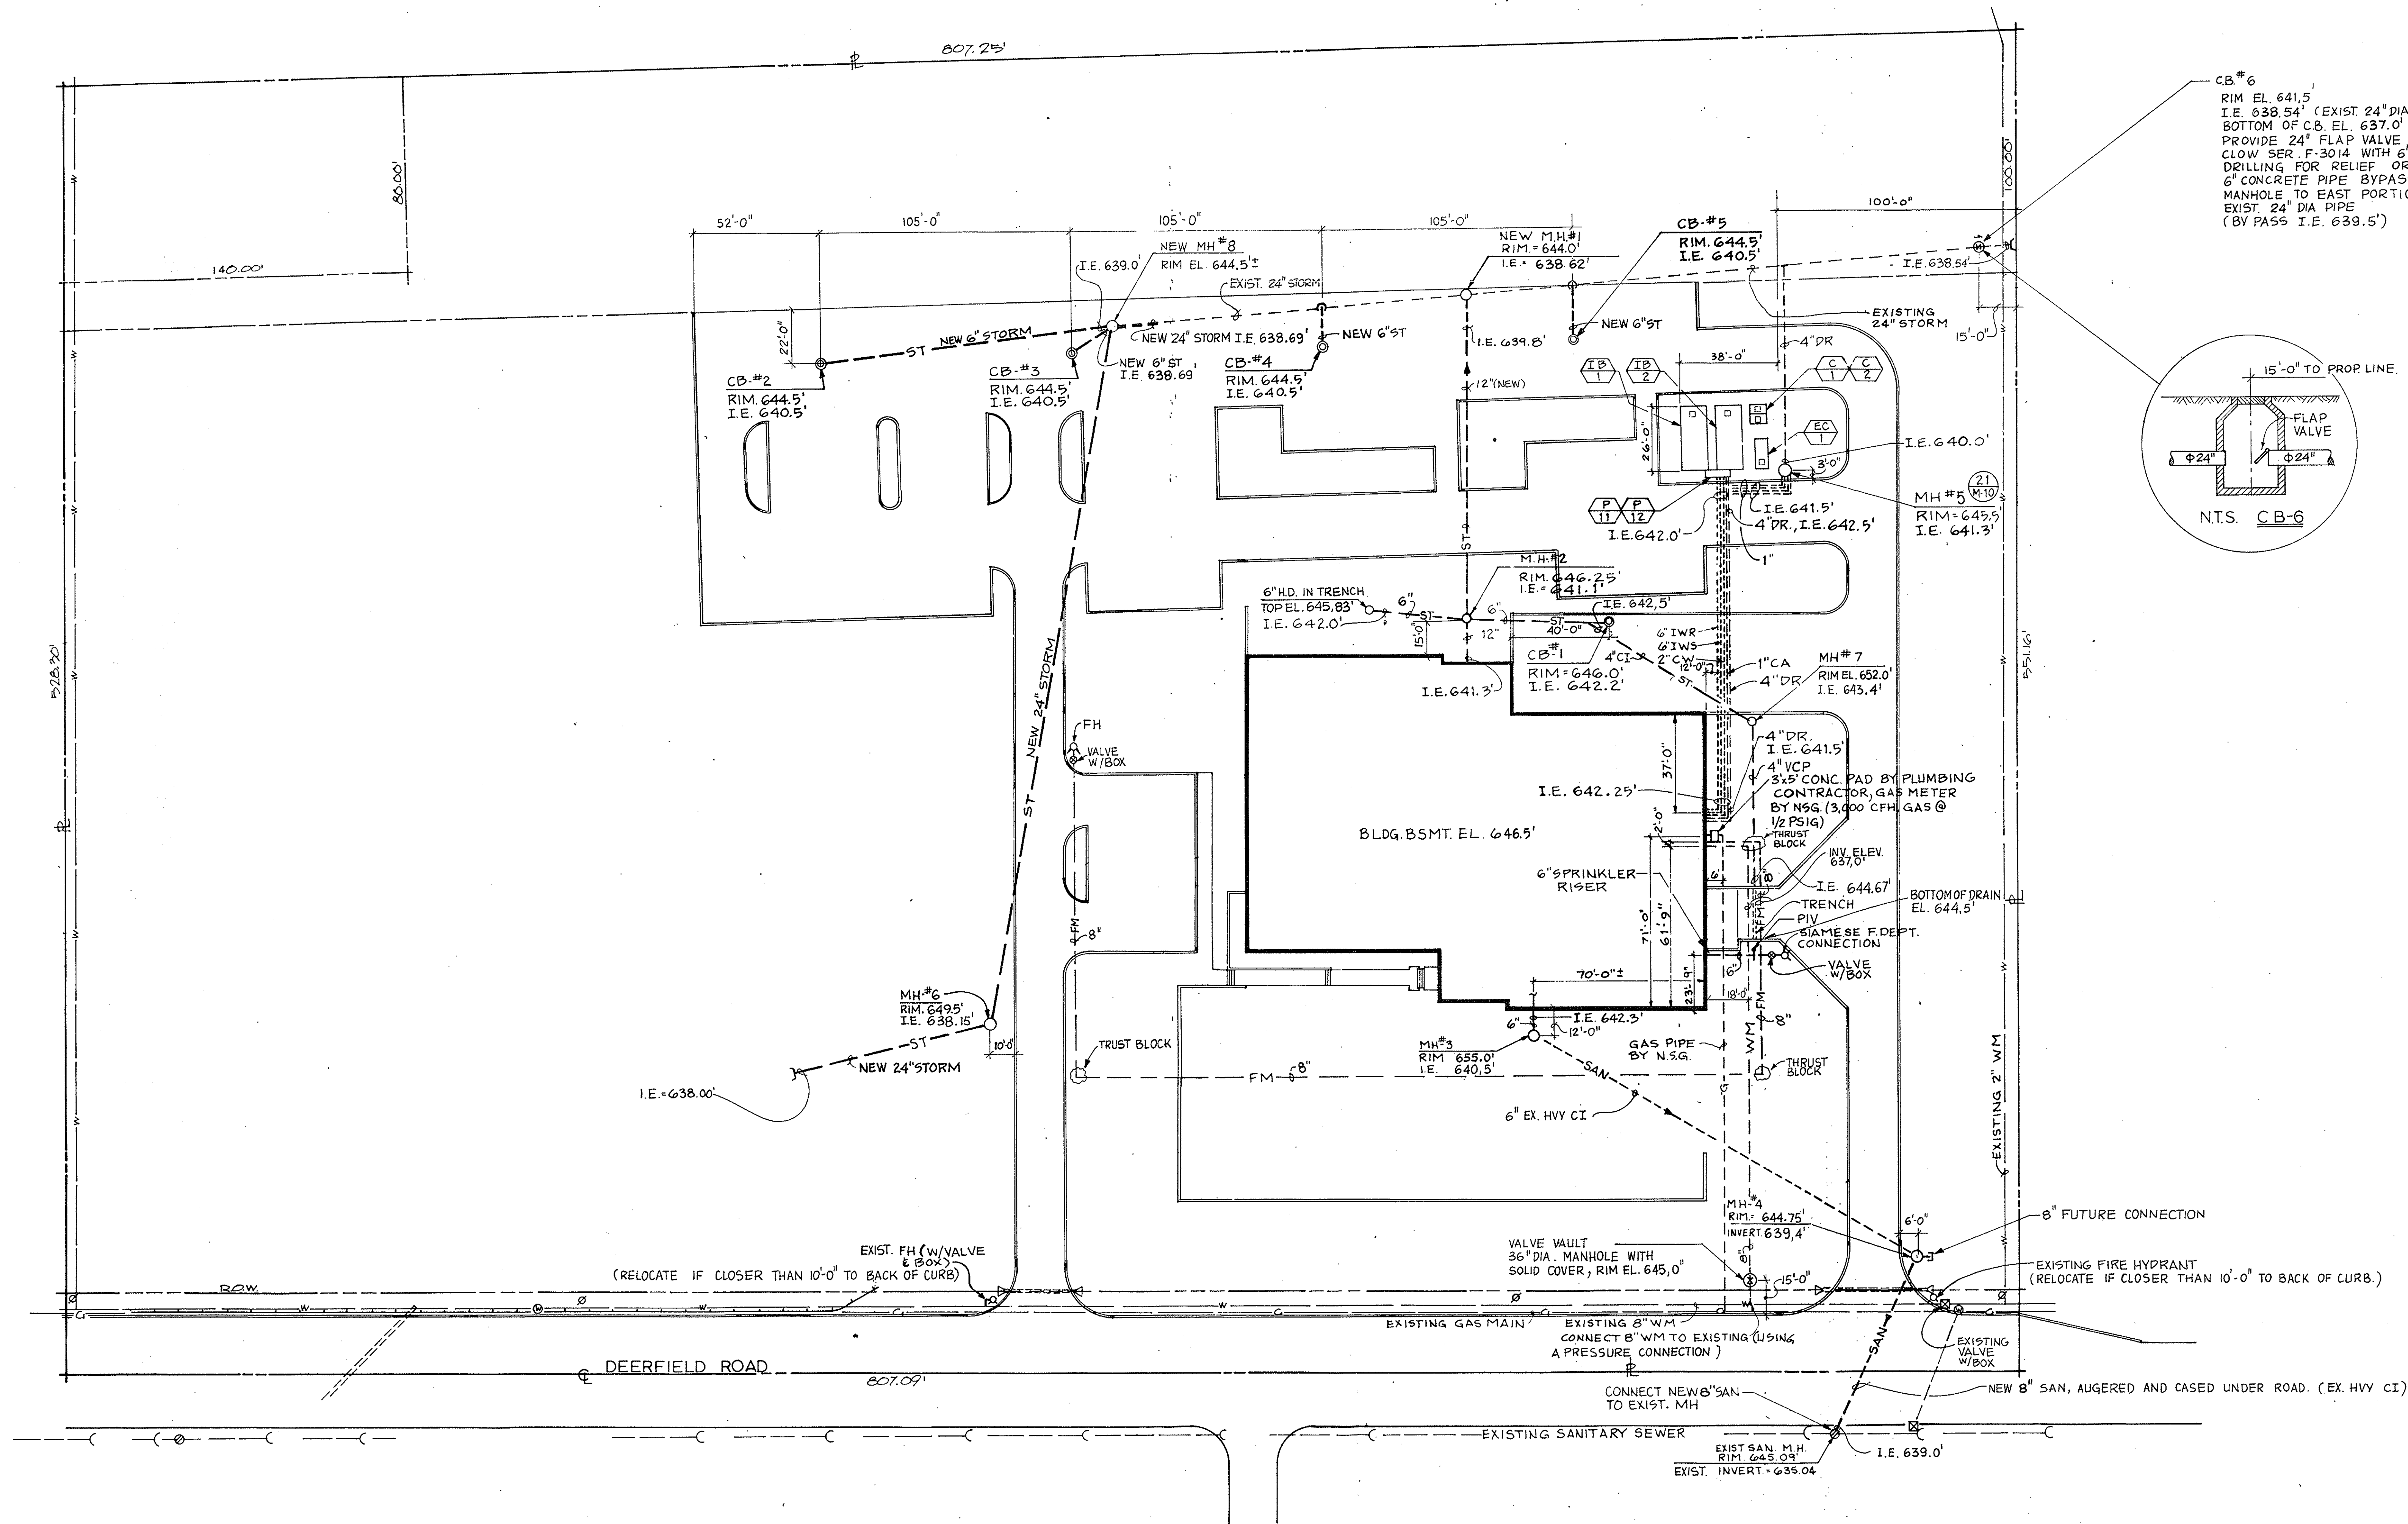 807.25'
℄
C.B.#6
RIM EL. 641,5'
I.E. 638.54' (EXIST. 24" DIA
BOTTOM OF C.B. EL. 637.0'
PROVIDE 24" FLAP VALVE,
CLOW SER. F-3014 WITH 6"
DRILLING FOR RELIEF OR
6" CONCRETE PIPE BYPAS
MANHOLE TO EAST PORTIO
EXIST. 24" DIA PIPE
(BY PASS I.E. 639.5')
80.00'
100.00'
140.00'
52'-0"
105'-0"
105'-0"
105'-0"
100'-0"
NEW MH #8
RIM EL. 644.5'±
I.E. 639.0'
EXIST. 24" STORM
NEW M.H.#1
RIM.= 644.0'
I.E.= 638.62'
CB-#5
RIM. 644.5'
I.E. 640.5'
I.E. 638.54'
EXISTING
24" STORM
15'-0"
22'-0"
ST
NEW 6" STORM
NEW 24" STORM I.E. 638.69'
NEW 6" ST
I.E. 638.69'
NEW 6" ST
NEW 6" ST
I.E. 639.8'
4" DR
CB-#2
RIM. 644.5'
I.E. 640.5'
CB-#3
RIM. 644.5'
I.E. 640.5'
CB-#4
RIM. 644.5'
I.E. 640.5'
12" (NEW)
38'-0"
IB
1
IB
2
C
1
C
2
EC
1
26'-0"
I.E. 640.0'
3'-0"
15'-0" TO PROP. LINE
FLAP
VALVE
Φ24"
Φ24"
N.T.S. CB-6
P
11
P
12
I.E. 641.5'
4" DR., I.E. 642.5'
I.E. 642.0'
1"
MH #5
21
M-10
RIM= 645.5'
I.E. 641.3'
ST
M.H.#2
RIM. 646.25'
I.E.= 641.1'
6" H.D. IN TRENCH
TOP EL. 645.83'
I.E. 642.0'
6"
ST
6"
ST
I.E. 642.5'
15'-0"
12"
40'-0"
CB-#1
RIM= 646.0'
I.E. 642.2'
I.E. 641.3'
4" CI
ST.
6" IWR
6" IWS
2" CW
12'-0"
1" CA
4" DR
MH# 7
RIM EL. 652.0'
I.E. 643.4'
528.30'
℄
551.16'
ST
NEW 24" STORM
FH
VALVE
W/BOX
37'-0"
4" DR.
I.E. 641.5'
4" VCP
3'x5' CONC. PAD BY PLUMBING
CONTRACTOR, GAS METER
BY NSG. (3,000 CFH GAS @
1/2 PSIG)
I.E. 642.25'
BLDG. BSMT. EL. 646.5'
2'-0"
THRUST
BLOCK
INV. ELEV.
637.0'
6'
8"
I.E. 644.67'
6" SPRINKLER
RISER
TRENCH
PIV
SIAMESE F. DEPT.
CONNECTION
BOTTOM OF DRAIN
EL. 644.5'
FM
8"
FM
71'-0"
61'-9"
23'-9"
6"
VALVE
W/BOX
70'-0"±
18'-0"
MH-#6
RIM. 649.5'
I.E. 638.15'
10'-0"
ST
NEW 24" STORM
I.E.=638.00'
TRUST BLOCK
FM
8"
6"
I.E. 642.3'
12'-0"
MH#3
RIM 655.0'
I.E. 640.5'
GAS PIPE
BY N.S.G.
G
WM
FM
8"
THRUST
BLOCK
SAN
6" EX. HVY CI
EXISTING 2" WM
MH-#4
RIM.= 644.75'
INVERT. 639.4'
6'-0"
8" FUTURE CONNECTION
VALVE VAULT
36" DIA. MANHOLE WITH
SOLID COVER, RIM EL. 645.0"
8"
15'-0"
EXIST. FH (W/VALVE
& BOX)
(RELOCATE IF CLOSER THAN 10'-0" TO BACK OF CURB)
EXISTING FIRE HYDRANT
(RELOCATE IF CLOSER THAN 10'-0" TO BACK OF CURB.)
R.O.W.
W
W
W
W
G
G
G
G
EXISTING GAS MAIN
EXISTING 8" WM
CONNECT 8" WM TO EXISTING (USING
A PRESSURE CONNECTION)
EXISTING
VALVE
W/BOX
SAN
DEERFIELD ROAD
807.09'
NEW 8" SAN, AUGERED AND CASED UNDER ROAD. (EX. HVY CI)
CONNECT NEW 8" SAN
TO EXIST. MH
EXISTING SANITARY SEWER
EXIST SAN. M.H.
RIM. 645.09'
EXIST. INVERT.=635.04
I.E. 639.0'